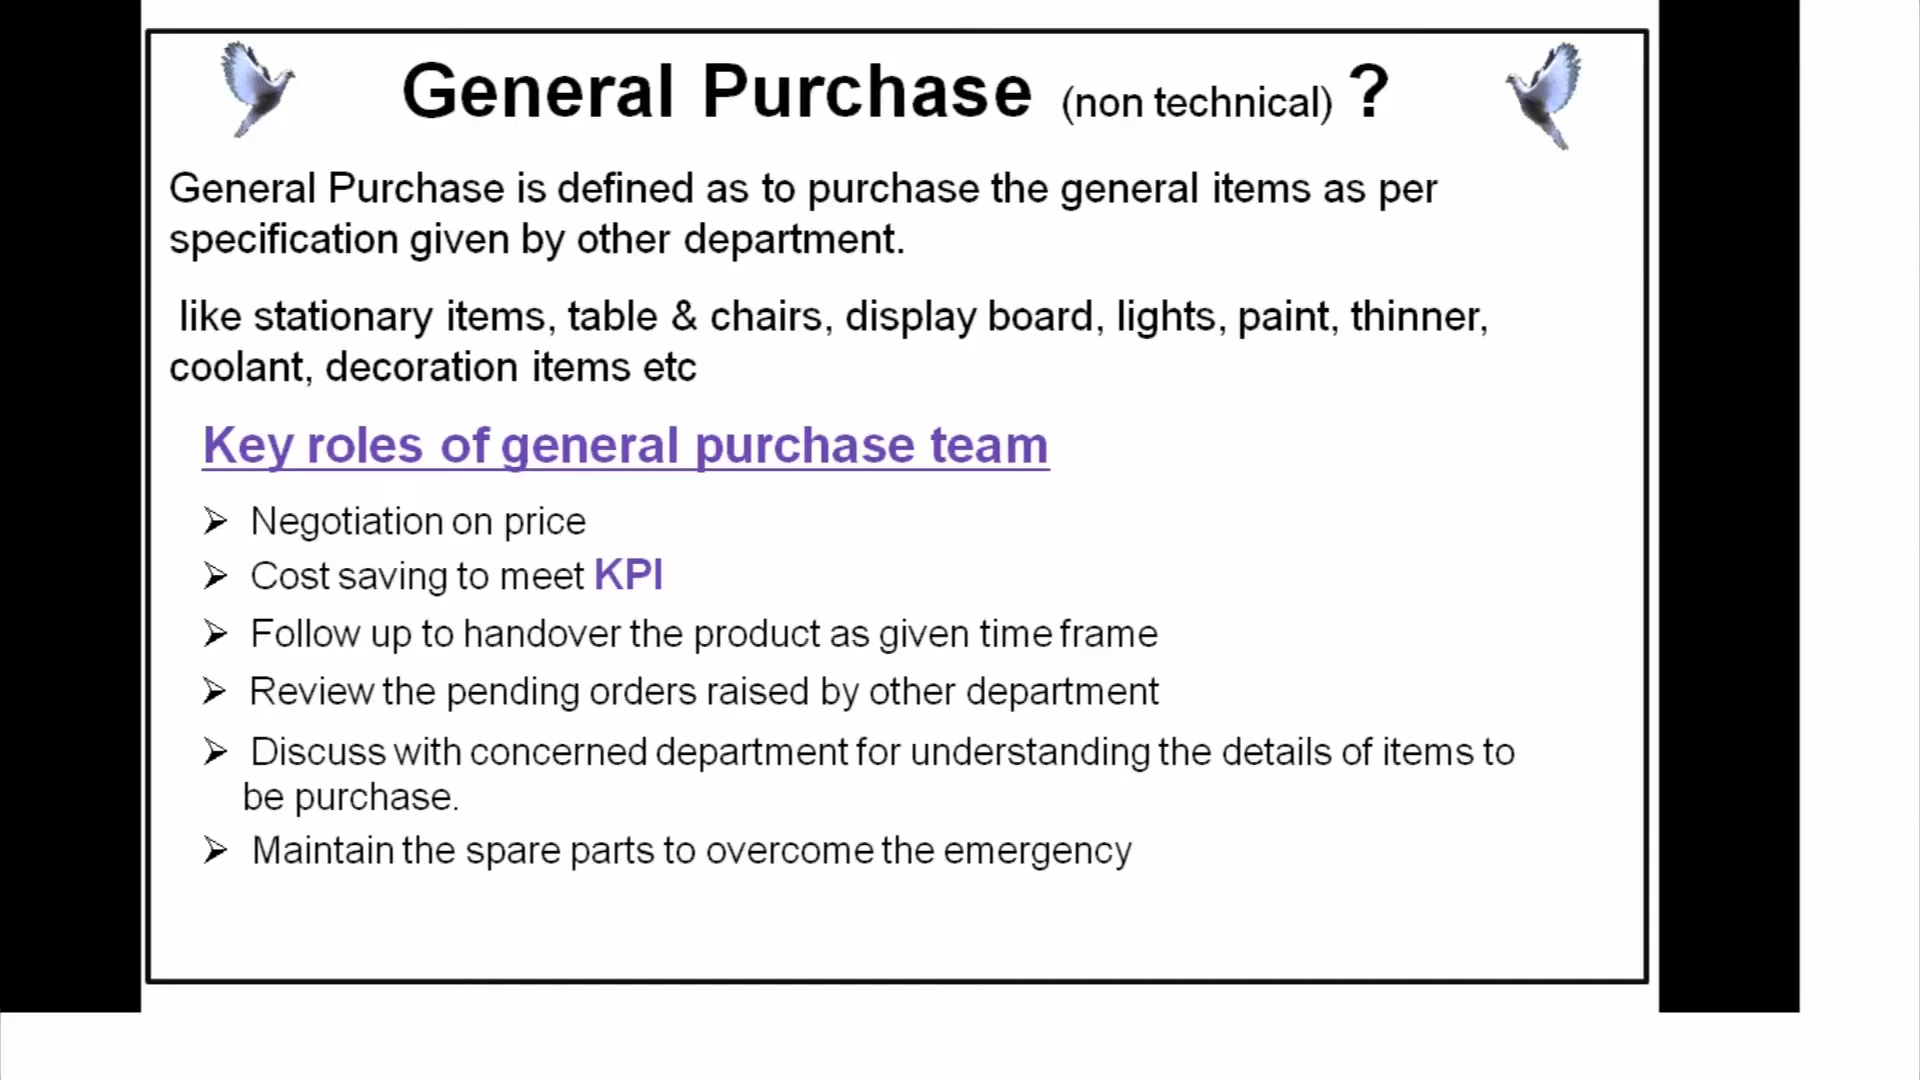 General Purchase (non technical) ?
General Purchase is defined as to purchase the general items as per
specification given by other department.
like stationary items, table & chairs, display board, lights, paint, thinner,
coolant, decoration items etc
Key roles of general purchase team
➢ Negotiation on price
➢ Cost saving to meet KPI
➢ Follow up to handover the product as given time frame
➢ Review the pending orders raised by other department
➢ Discuss with concerned department for understanding the details of items to
be purchase.
➢ Maintain the spare parts to overcome the emergency